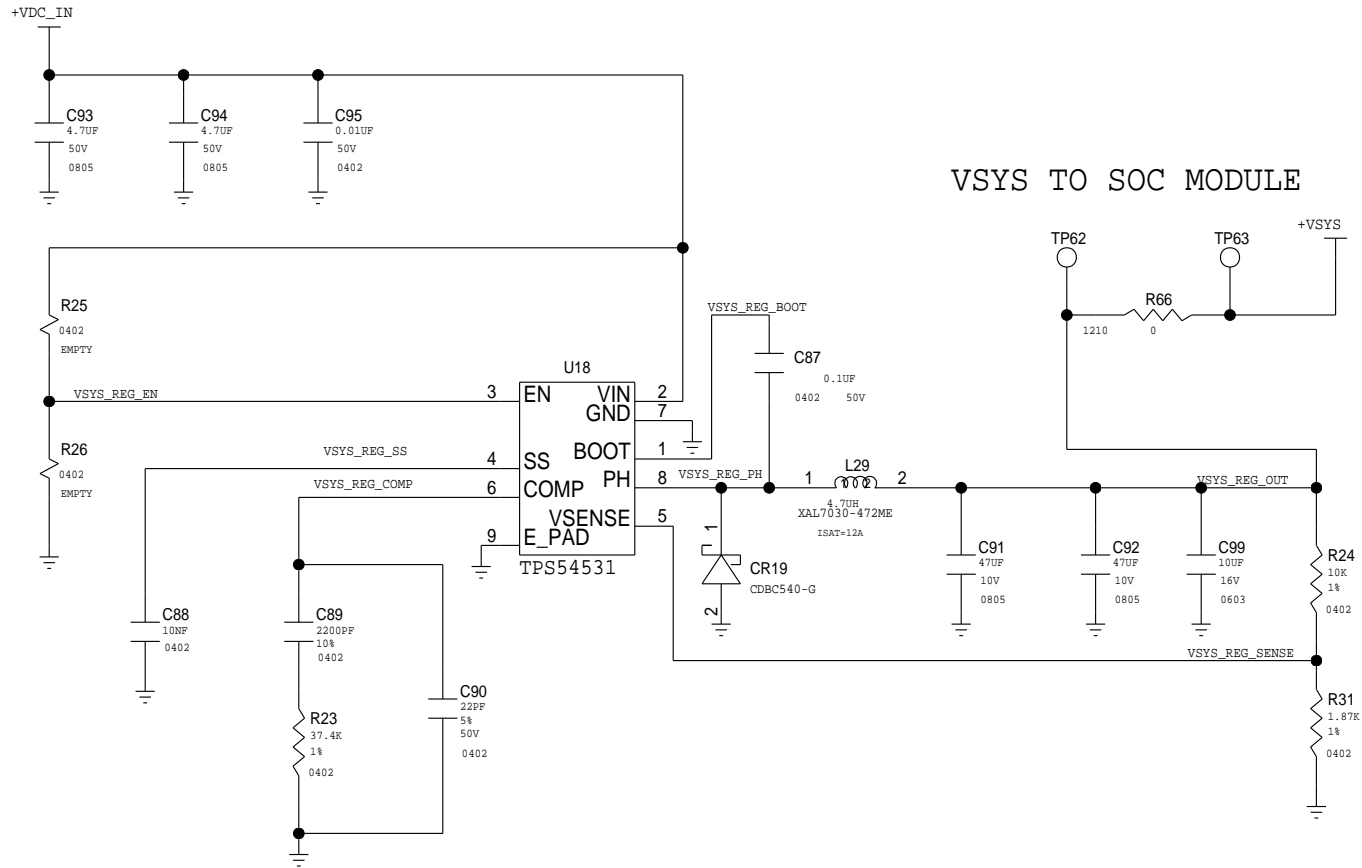 +VDC_IN
C93
4.7UF
50V
0805
C94
4.7UF
50V
0805
C95
0.01UF
50V
0402
VSYS TO SOC MODULE
+VSYS
TP62
TP63
R66
1210
0
R25
0402
EMPTY
VSYS_REG_BOOT
C87
0.1UF
0402
50V
U18
VSYS_REG_EN
3
EN
VIN
2
GND
7
R26
0402
EMPTY
VSYS_REG_SS
4
SS
BOOT
1
VSYS_REG_COMP
6
COMP
PH
8
VSYS_REG_PH
VSENSE
5
9
E_PAD
TPS54531
1
L29
2
4.7UH
XAL7030-472ME
ISAT=12A
VSYS_REG_OUT
1
CR19
CDBC540-G
2
C91
47UF
10V
0805
C92
47UF
10V
0805
C99
10UF
16V
0603
R24
10K
1%
0402
C88
10NF
0402
C89
2200PF
10%
0402
VSYS_REG_SENSE
C90
22PF
5%
50V
0402
R23
37.4K
1%
0402
R31
1.87K
1%
0402